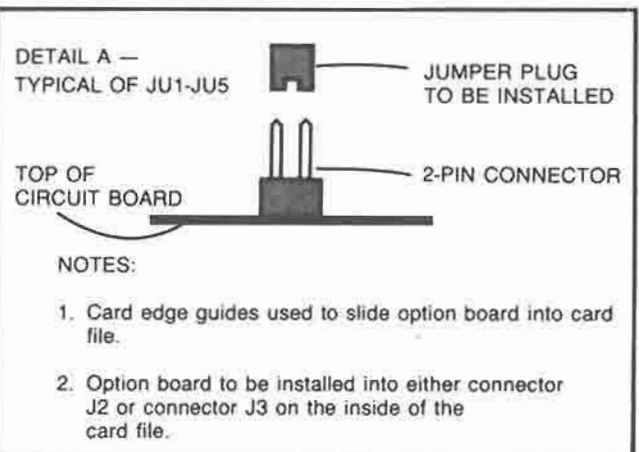 DETAIL A —
TYPICAL OF JU1-JU5
JUMPER PLUG
TO BE INSTALLED
TOP OF
CIRCUIT BOARD
2-PIN CONNECTOR
NOTES:
1. Card edge guides used to slide option board into card
file.
2. Option board to be installed into either connector
J2 or connector J3 on the inside of the
card file.